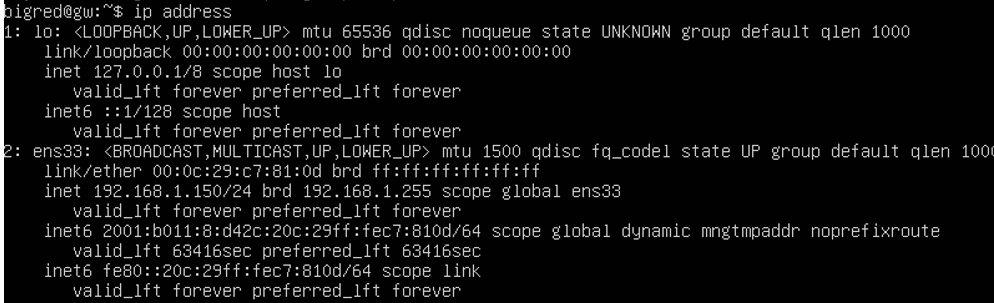 bigred@gw:~$ ip address
1: lo: <LOOPBACK,UP,LOWER_UP> mtu 65536 qdisc noqueue state UNKNOWN group default qlen 1000
link/loopback 00:00:00:00:00:00 brd 00:00:00:00:00:00
inet 127.0.0.1/8 scope host lo
valid_lft forever preferred_lft forever
inet6 ::1/128 scope host
valid_lft forever preferred_lft forever
2: ens33: <BROADCAST,MULTICAST,UP,LOWER_UP> mtu 1500 qdisc fq_codel state UP group default qlen 1000
link/ether 00:0c:29:c7:81:0d brd ff:ff:ff:ff:ff:ff
inet 192.168.1.150/24 brd 192.168.1.255 scope global ens33
valid_lft forever preferred_lft forever
inet6 2001:b011:8:d42c:20c:29ff:fec7:810d/64 scope global dynamic mngtmpaddr noprefixroute
valid_lft 63416sec preferred_lft 63416sec
inet6 fe80::20c:29ff:fec7:810d/64 scope link
valid_lft forever preferred_lft forever